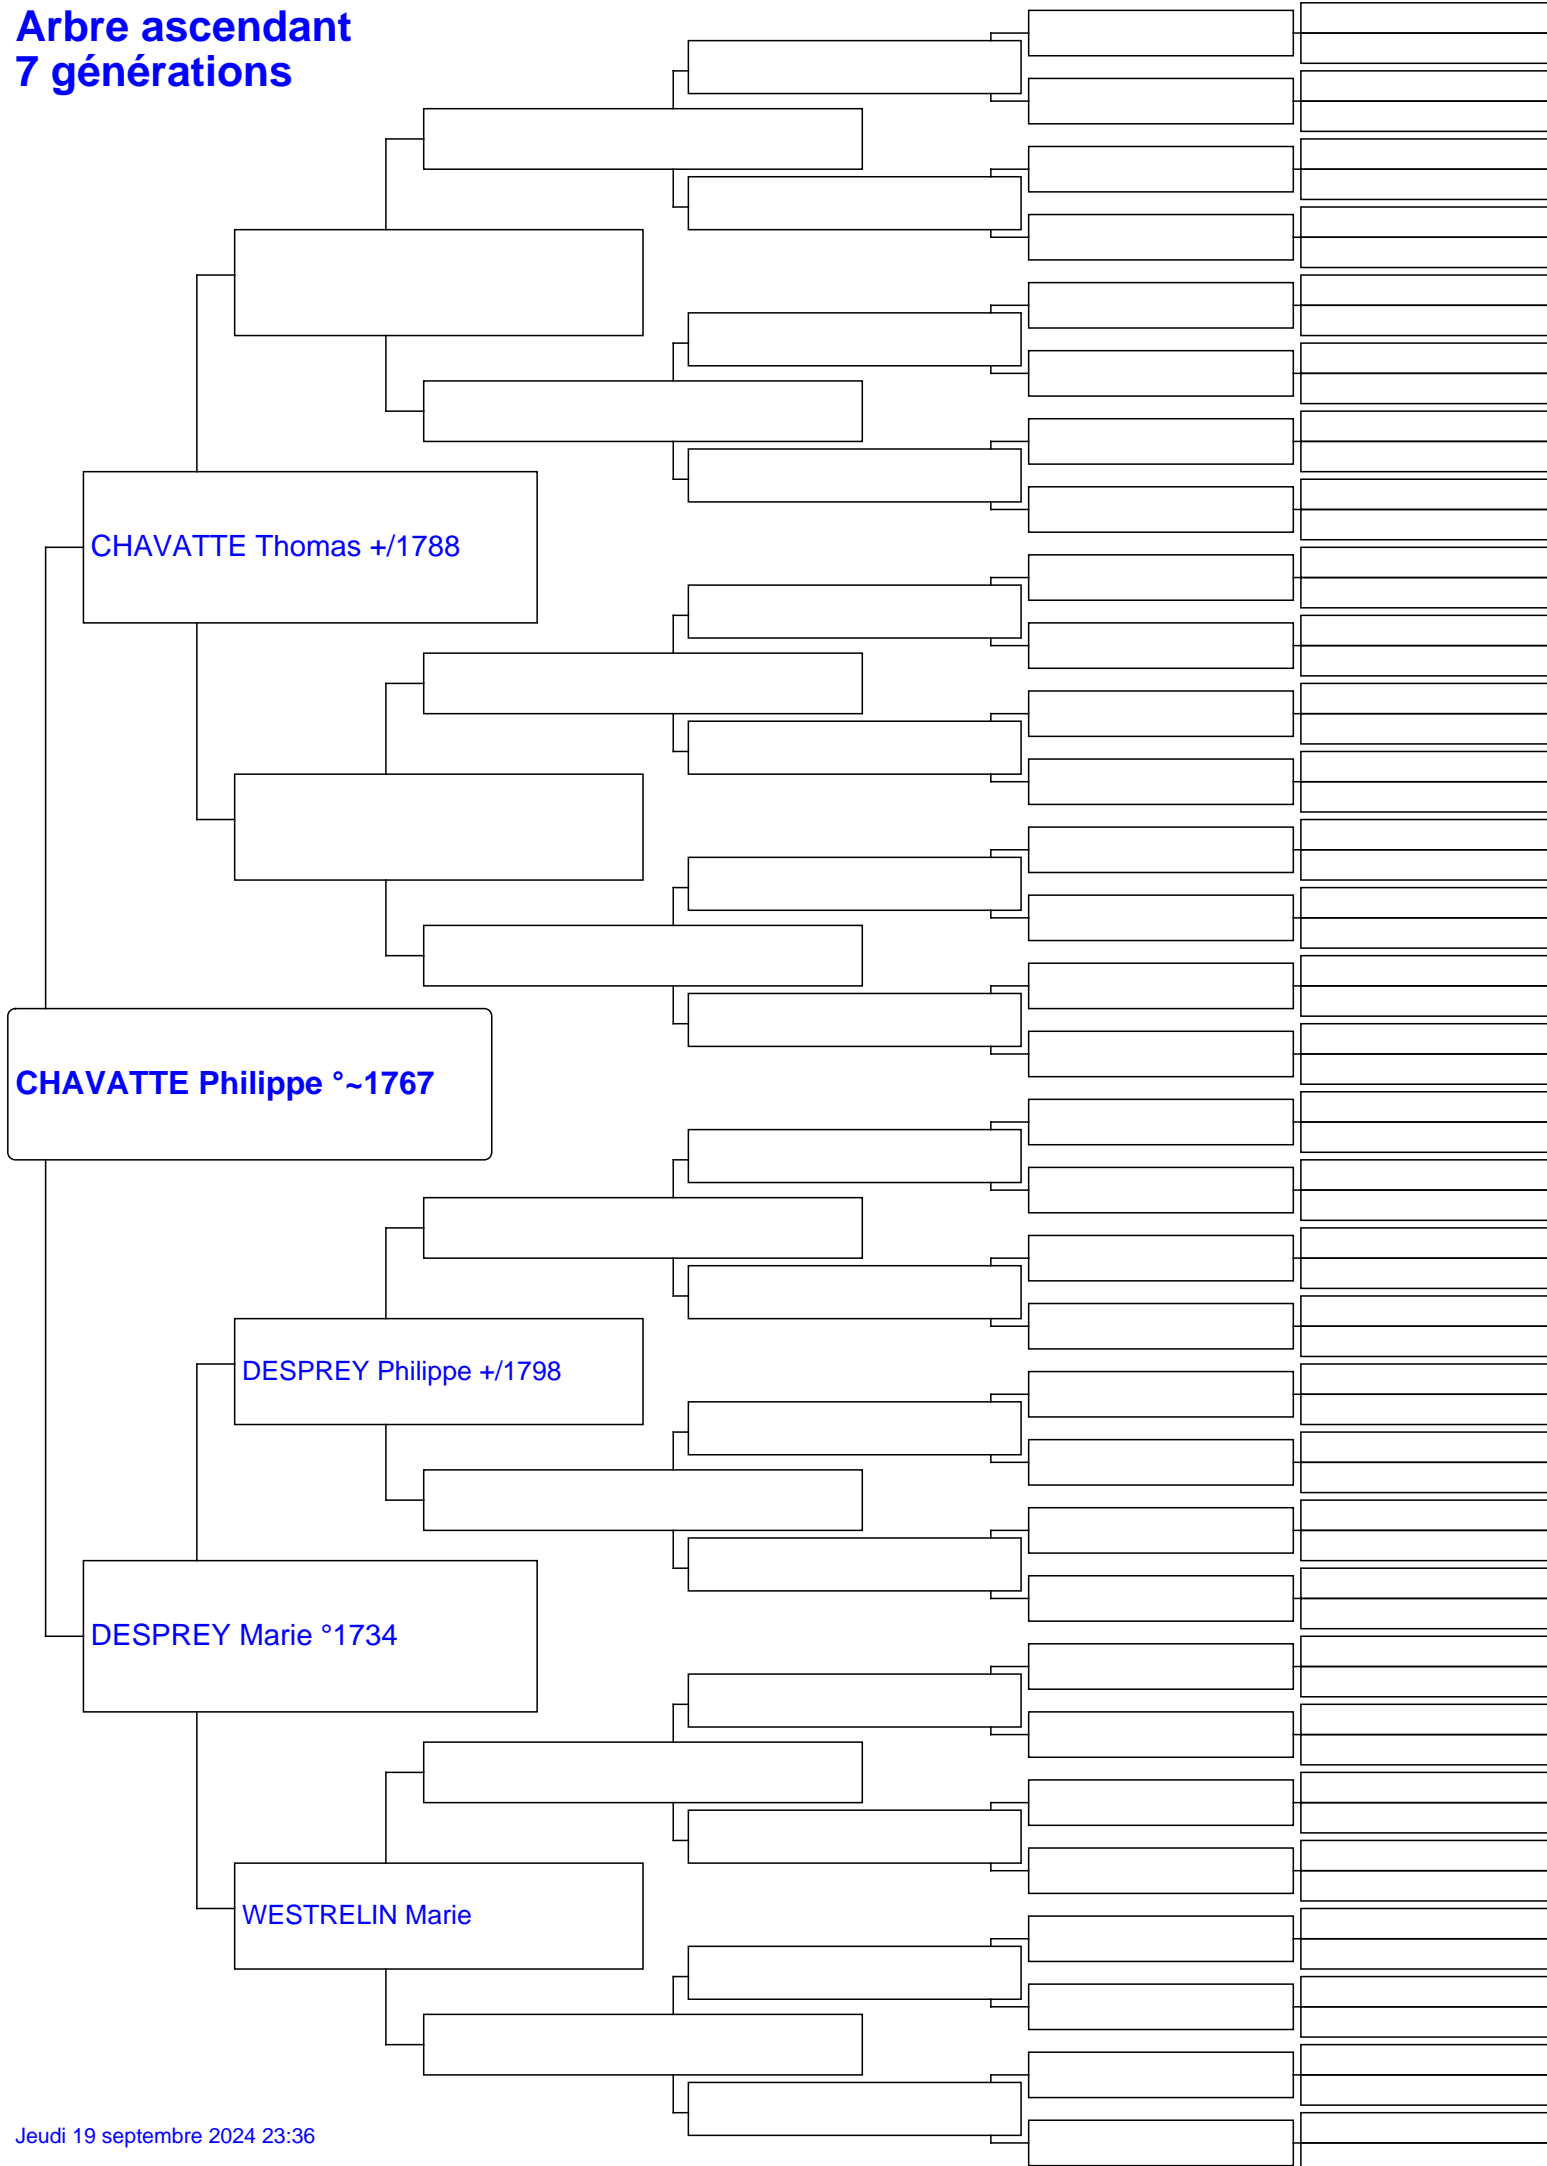 Arbre ascendant
7 générations
CHAVATTE Thomas +/1788
CHAVATTE Philippe °~1767
DESPREY Philippe +/1798
DESPREY Marie °1734
WESTRELIN Marie
Jeudi 19 septembre 2024 23:36